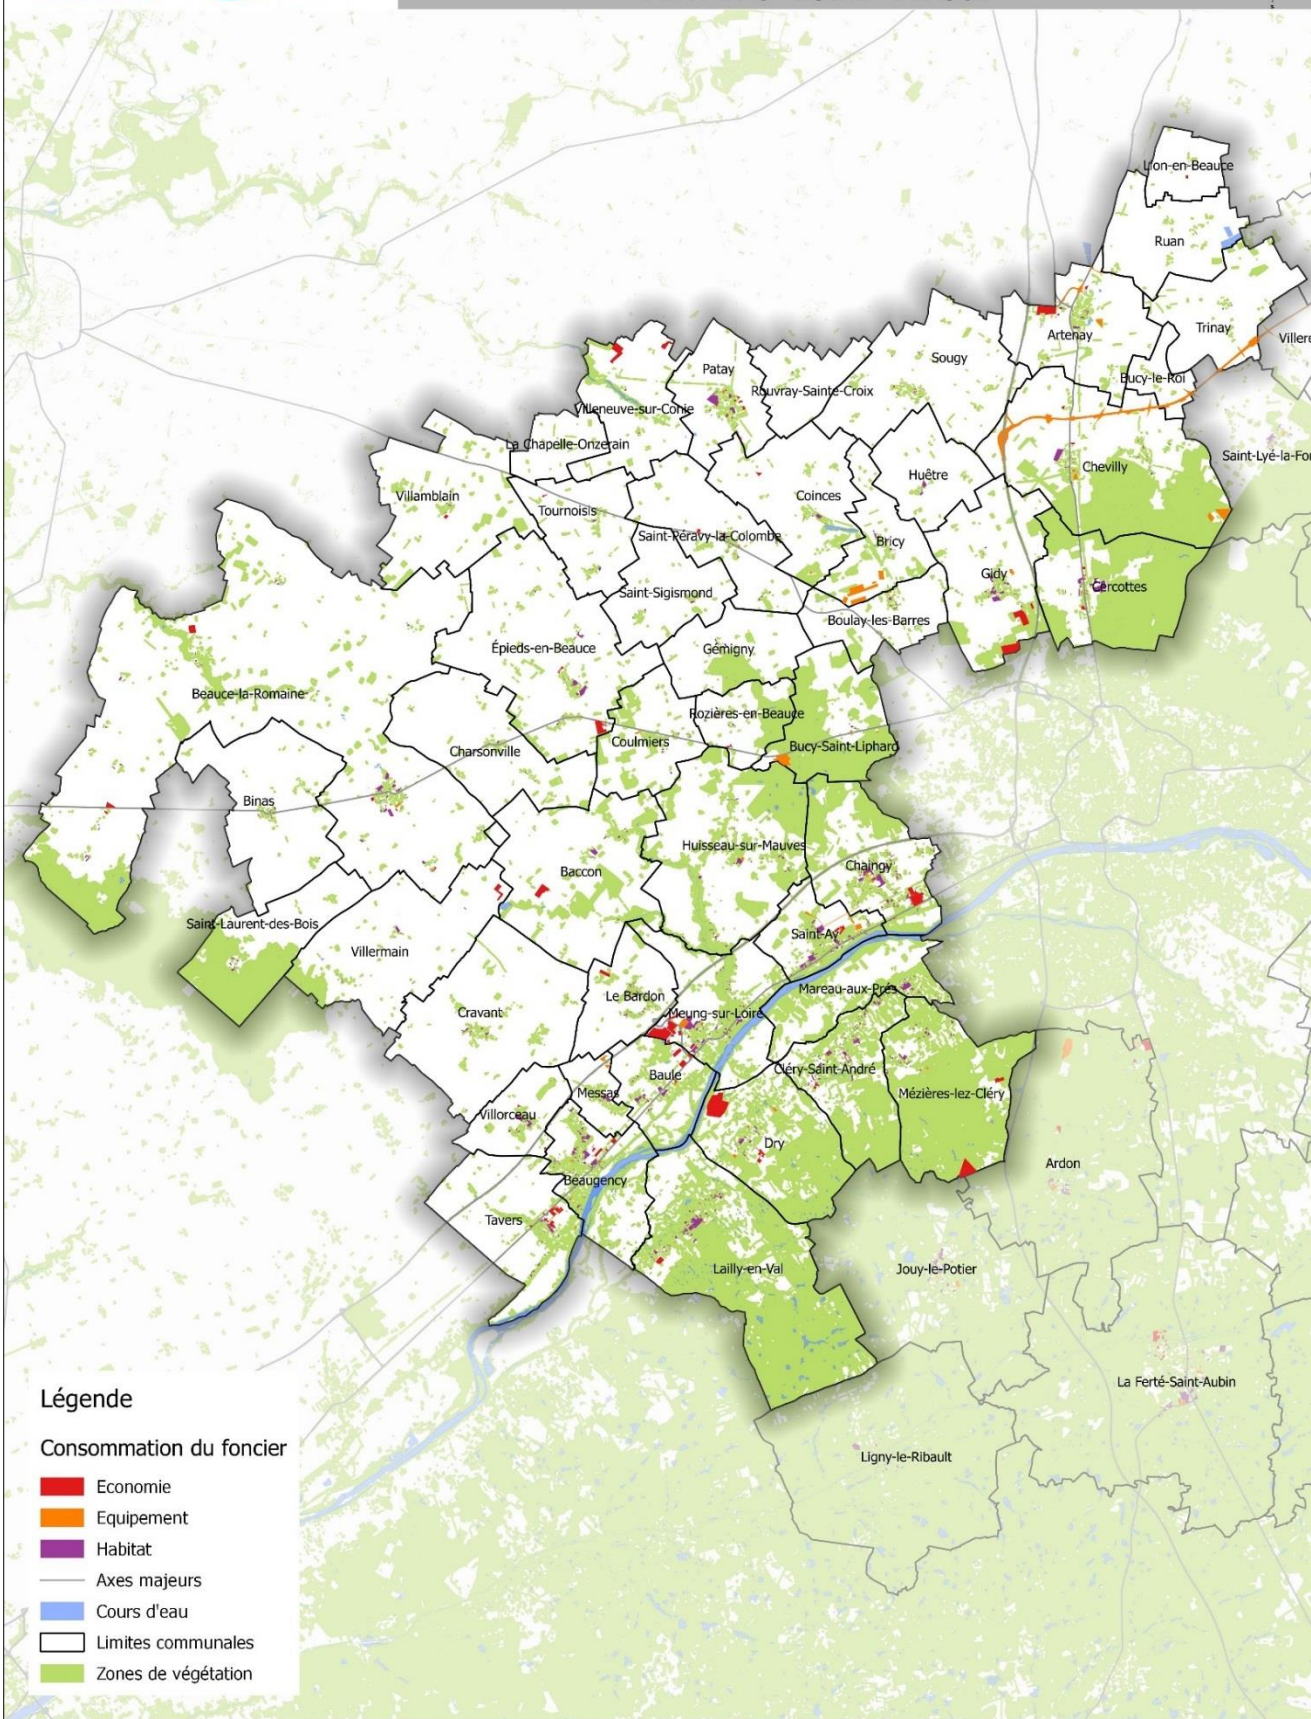 Lion-en-Beauce
Ruan
Trinay
Artenay
Villere
Sougy
Bucy-le-Roi
Patay
Rouvray-Sainte-Croix
Villeneuve-sur-Conie
La Chapelle-Onzerain
Saint-Lyé-la-For
Chevilly
Huêtre
Villamblain
Coinces
Tournoisis
Saint-Péravy-la-Colombe
Bricy
Gidy
Cercottes
Saint-Sigismond
Boulay-les-Barres
Épieds-en-Beauce
Gémigny
Beauce-la-Romaine
Rozières-en-Beauce
Coulmiers
Bucy-Saint-Liphard
Charsonville
Binas
Huisseau-sur-Mauves
Chaingy
Baccon
Saint-Laurent-des-Bois
Saint-Ay
Villermain
Mareau-aux-Prés
Le Bardon
Cravant
Meung-sur-Loire
Cléry-Saint-André
Baule
Messas
Mézières-lez-Cléry
Villorceau
Dry
Ardon
Beaugency
Tavers
Lailly-en-Val
Jouy-le-Potier
La Ferté-Saint-Aubin
Ligny-le-Ribault
Légende
Consommation du foncier
Economie
Equipement
Habitat
Axes majeurs
Cours d'eau
Limites communales
Zones de végétation